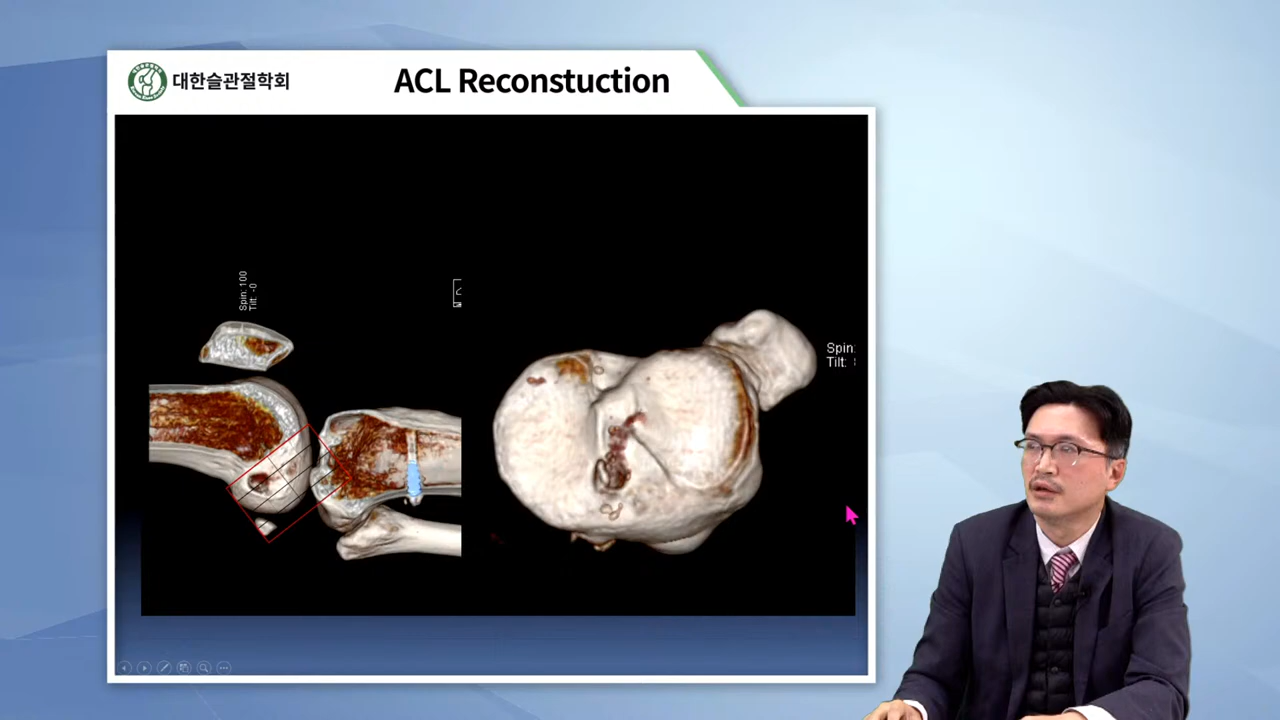 대한슬관절학회
ACL Reconstuction
Spin: 100
Tilt: -0
Spin:
Tilt: